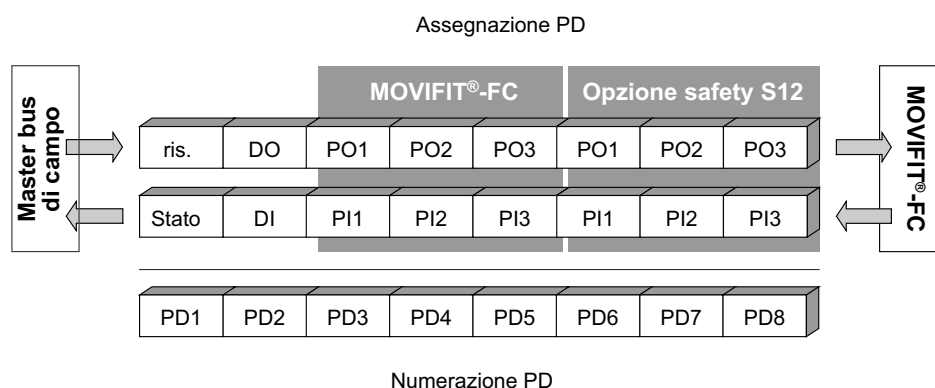 Assegnazione PD
MOVIFIT®-FC
Opzione safety S12
Master bus
di campo
ris. DO PO1 PO2 PO3 PO1 PO2 PO3
Stato DI PI1 PI2 PI3 PI1 PI2 PI3
MOVIFIT®-FC
PD1 PD2 PD3 PD4 PD5 PD6 PD7 PD8
Numerazione PD